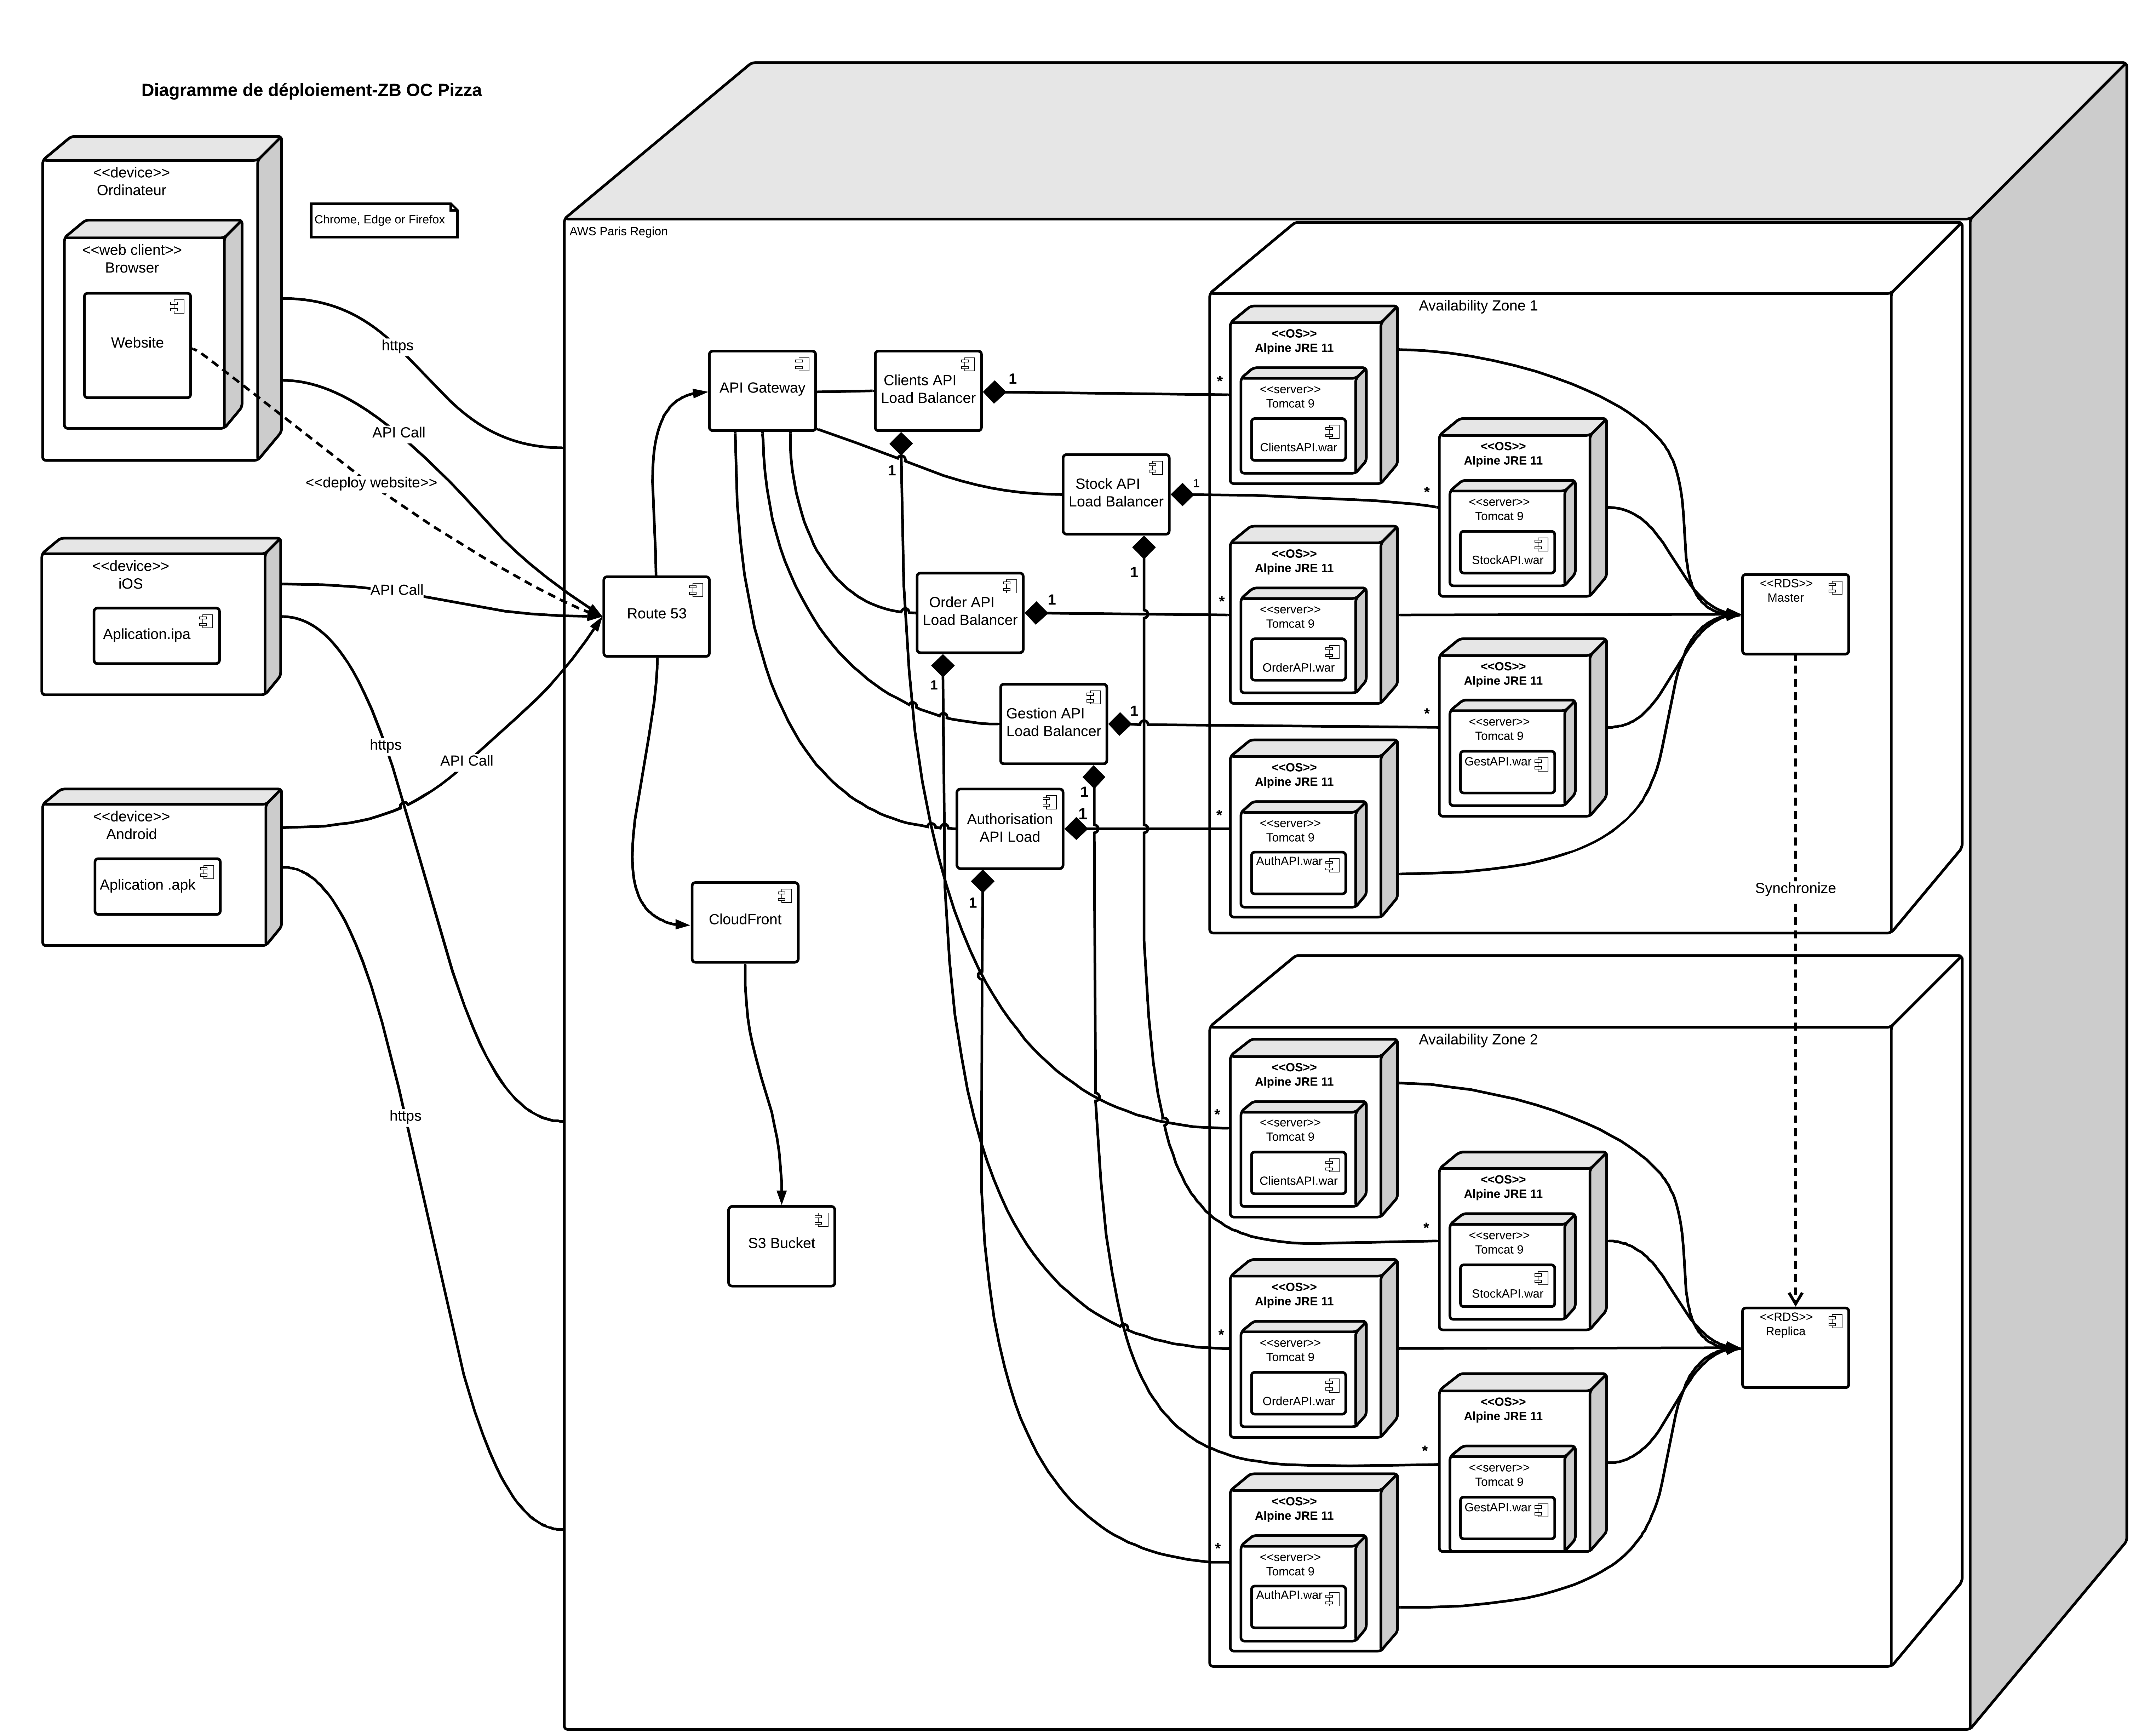 Diagramme de déploiement-ZB OC Pizza
<<device>>
Ordinateur
<<web client>>
Browser
Website
Chrome, Edge or Firefox
https
API Call
<<deploy website>>
<<device>>
iOS
Aplication.ipa
API Call
https
<<device>>
Android
Aplication .apk
API Call
https
AWS Paris Region
Route 53
API Gateway
CloudFront
S3 Bucket
Clients API
Load Balancer
1
1
Stock API
Load Balancer
1
1
Order API
Load Balancer
1
1
Gestion API
Load Balancer
1
1
Authorisation
API Load
1
1
Availability Zone 1
*
<<OS>>
Alpine JRE 11
<<server>>
Tomcat 9
ClientsAPI.war
*
<<OS>>
Alpine JRE 11
<<server>>
Tomcat 9
StockAPI.war
*
<<OS>>
Alpine JRE 11
<<server>>
Tomcat 9
OrderAPI.war
*
<<OS>>
Alpine JRE 11
<<server>>
Tomcat 9
GestAPI.war
*
<<OS>>
Alpine JRE 11
<<server>>
Tomcat 9
AuthAPI.war
<<RDS>>
Master
Synchronize
Availability Zone 2
*
<<OS>>
Alpine JRE 11
<<server>>
Tomcat 9
ClientsAPI.war
*
<<OS>>
Alpine JRE 11
<<server>>
Tomcat 9
StockAPI.war
*
<<OS>>
Alpine JRE 11
<<server>>
Tomcat 9
OrderAPI.war
*
<<OS>>
Alpine JRE 11
<<server>>
Tomcat 9
GestAPI.war
*
<<OS>>
Alpine JRE 11
<<server>>
Tomcat 9
AuthAPI.war
<<RDS>>
Replica